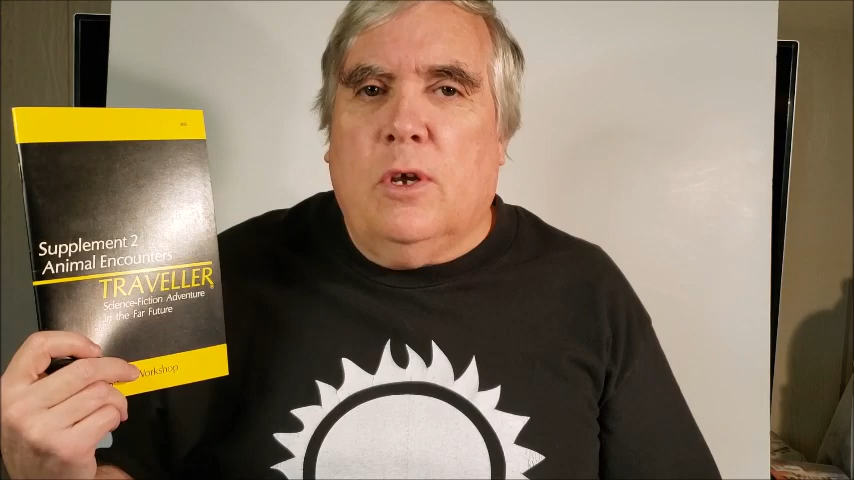 Supplement 2
Animal Encounters
TRAVELLER®
Science-Fiction Adventure
in the Far Future
Workshop